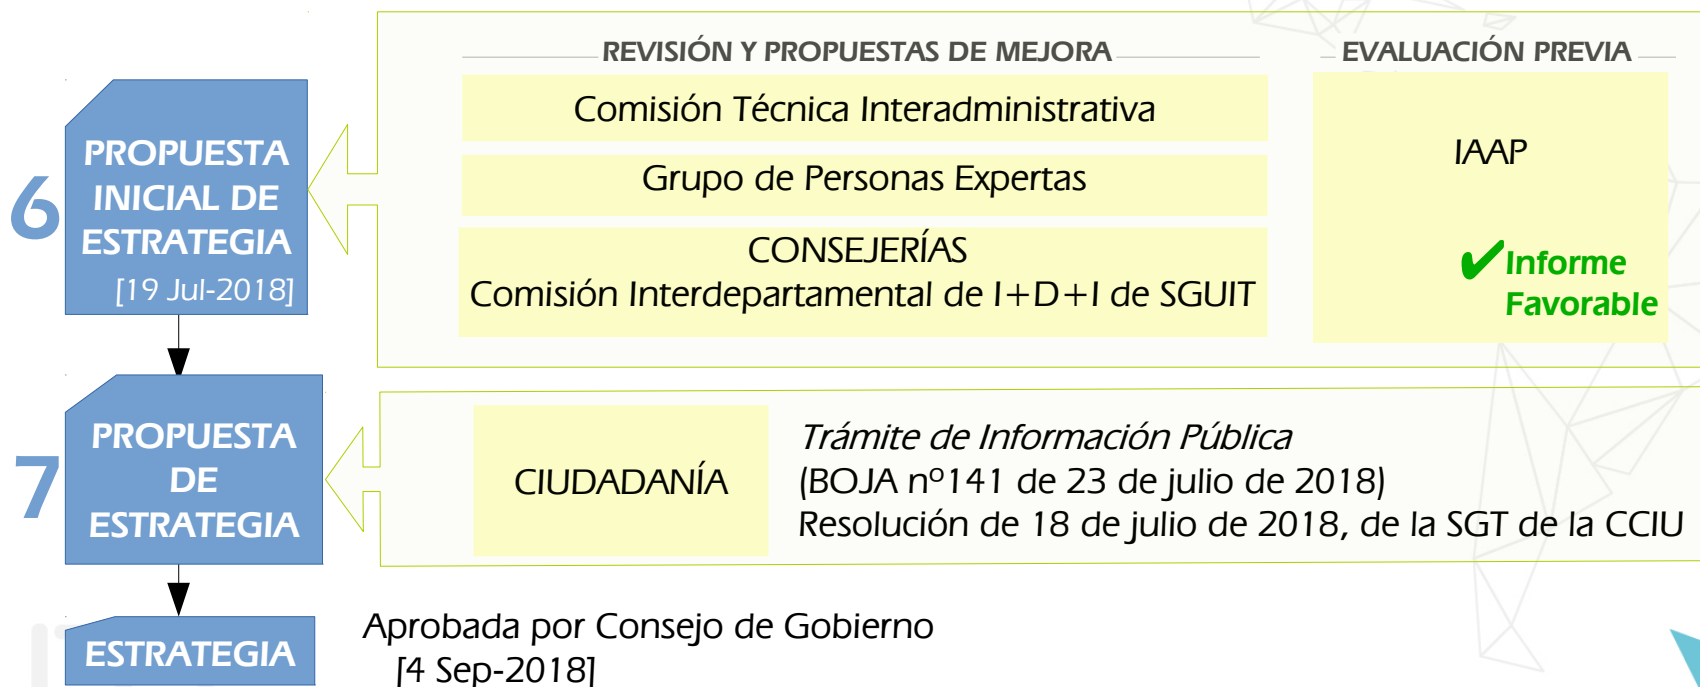 REVISIÓN Y PROPUESTAS DE MEJORA
EVALUACIÓN PREVIA
6
PROPUESTA
INICIAL DE
ESTRATEGIA
[19 Jul-2018]
Comisión Técnica Interadministrativa
Grupo de Personas Expertas
CONSEJERÍAS
Comisión Interdepartamental de I+D+I de SGUIT
IAAP
✔Informe
Favorable
7
PROPUESTA
DE
ESTRATEGIA
CIUDADANÍA
Trámite de Información Pública
(BOJA nº141 de 23 de julio de 2018)
Resolución de 18 de julio de 2018, de la SGT de la CCIU
ESTRATEGIA
Aprobada por Consejo de Gobierno
[4 Sep-2018]